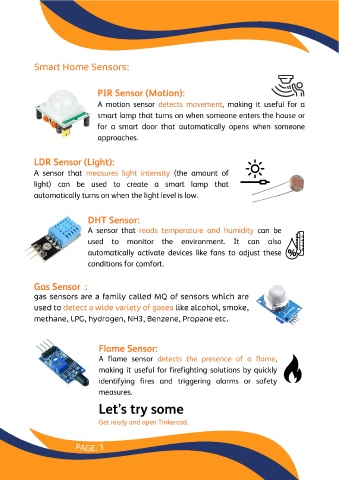 Smart Home Sensors:
PIR Sensor (Motion):
A motion sensor detects movement, making it useful for a
smart lamp that turns on when someone enters the house or
for a smart door that automatically opens when someone
approaches.
LDR Sensor (Light):
A sensor that measures light intensity (the amount of
light) can be used to create a smart lamp that
automatically turns on when the light level is low.
DHT Sensor:
A sensor that reads temperature and humidity can be
used to monitor the environment. It can also
automatically activate devices like fans to adjust these
conditions for comfort.
%
Gas Sensor :
gas sensors are a family called MQ of sensors which are
used to detect a wide variety of gases like alcohol, smoke,
methane, LPG, hydrogen, NH3, Benzene, Propane etc.
Flame Sensor:
A flame sensor detects the presence of a flame,
making it useful for firefighting solutions by quickly
identifying fires and triggering alarms or safety
measures.
Let's try some
Get ready and open Tinkercad.
PAGE: 3